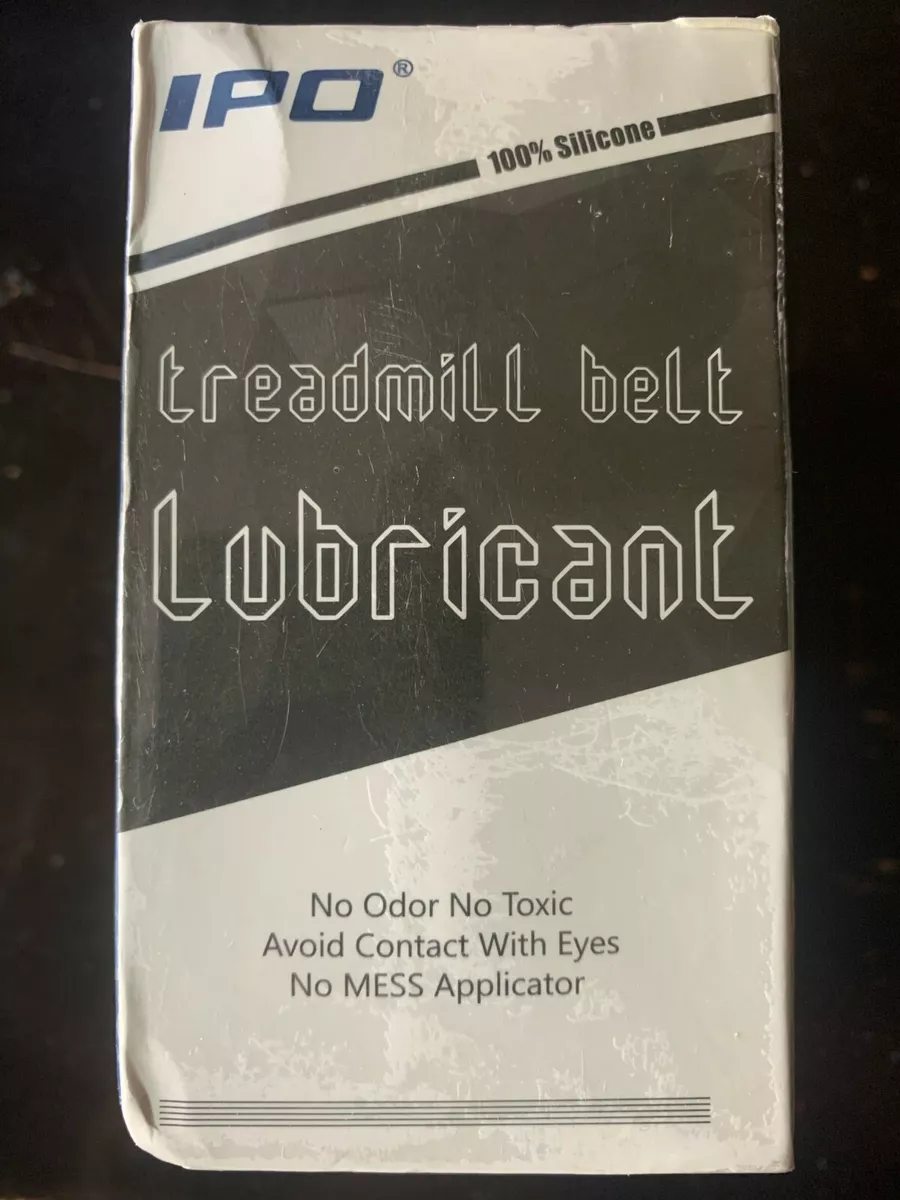 IPO®
100% Silicone
treadmill belt
Lubricant
No Odor No Toxic
Avoid Contact With Eyes
No MESS Applicator